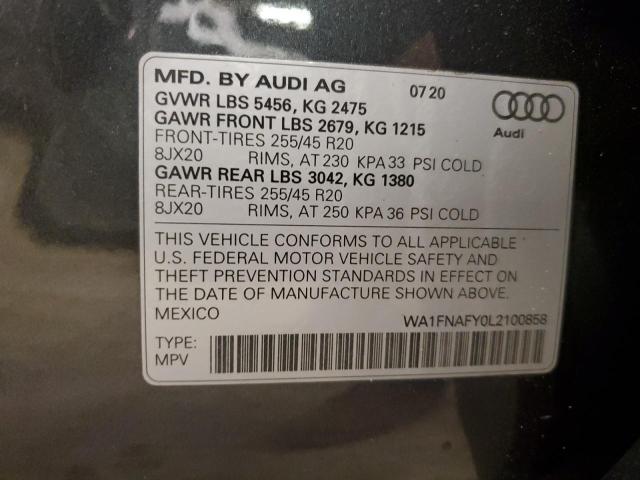 MFD. BY AUDI AG 07 20
GVWR LBS 5456, KG 2475
GAWR FRONT LBS 2679, KG 1215
FRONT-TIRES 255/45 R20
8JX20 RIMS, AT 230 KPA 33 PSI COLD
GAWR REAR LBS 3042, KG 1380
REAR-TIRES 255/45 R20
8JX20 RIMS, AT 250 KPA 36 PSI COLD
Audi
THIS VEHICLE CONFORMS TO ALL APPLICABLE
U.S. FEDERAL MOTOR VEHICLE SAFETY AND
THEFT PREVENTION STANDARDS IN EFFECT ON
THE DATE OF MANUFACTURE SHOWN ABOVE.
MEXICO WA1FNAFY0L2100858
TYPE:
MPV